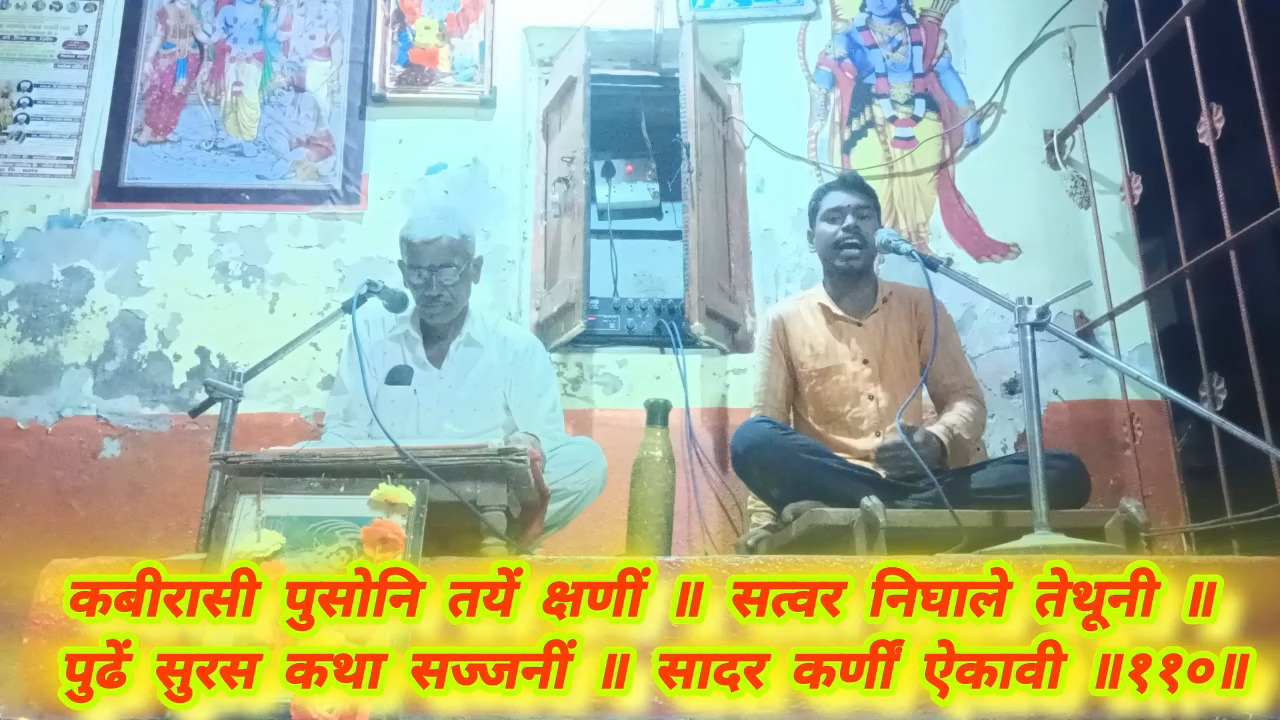 कबीरासी पुसोनि तयें क्षणीं ॥ सत्वर निघाले तेथूनी ॥
पुढें सुरस कथा सज्जनीं ॥ सादर कर्णीं ऐकावी ॥११०॥